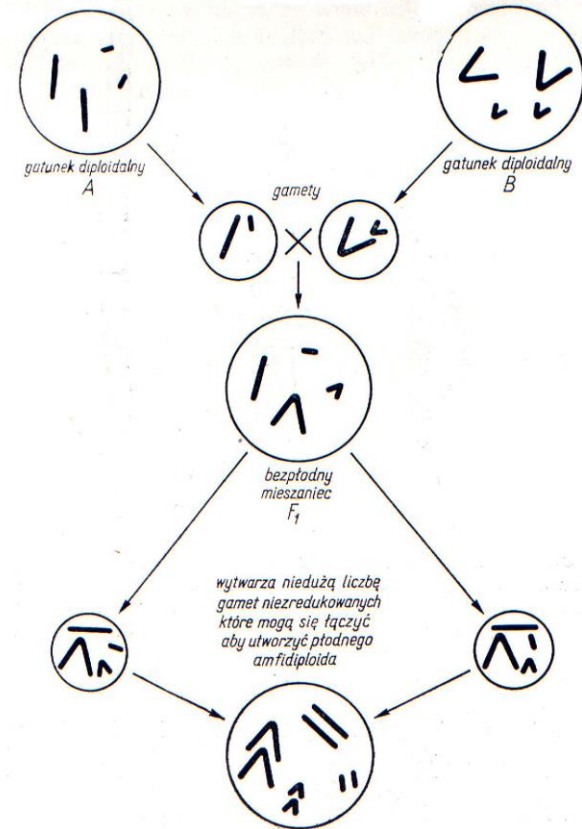 gatunek diploidalny
A
gatunek diploidalny
B
gamety
bezpłodny
mieszaniec
F1
wytwarza niedużą liczbę
gamet niezredukowanych
które mogą się łączyć
aby utworzyć płodnego
amfidiploida